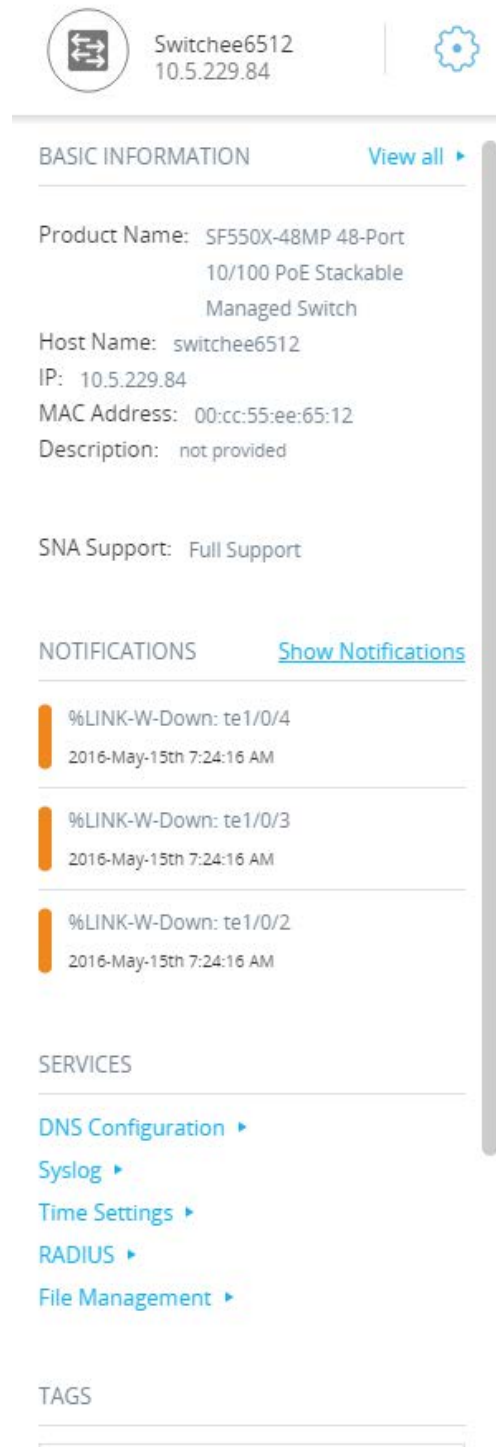 Switchee6512
10.5.229.84
BASIC INFORMATION View all
Product Name: SF550X-48MP 48-Port
10/100 PoE Stackable
Managed Switch
Host Name: switchee6512
IP: 10.5.229.84
MAC Address: 00:cc:55:ee:65:12
Description: not provided
SNA Support: Full Support
NOTIFICATIONS Show Notifications
%LINK-W-Down: te1/0/4
2016-May-15th 7:24:16 AM
%LINK-W-Down: te1/0/3
2016-May-15th 7:24:16 AM
%LINK-W-Down: te1/0/2
2016-May-15th 7:24:16 AM
SERVICES
DNS Configuration
Syslog
Time Settings
RADIUS
File Management
TAGS